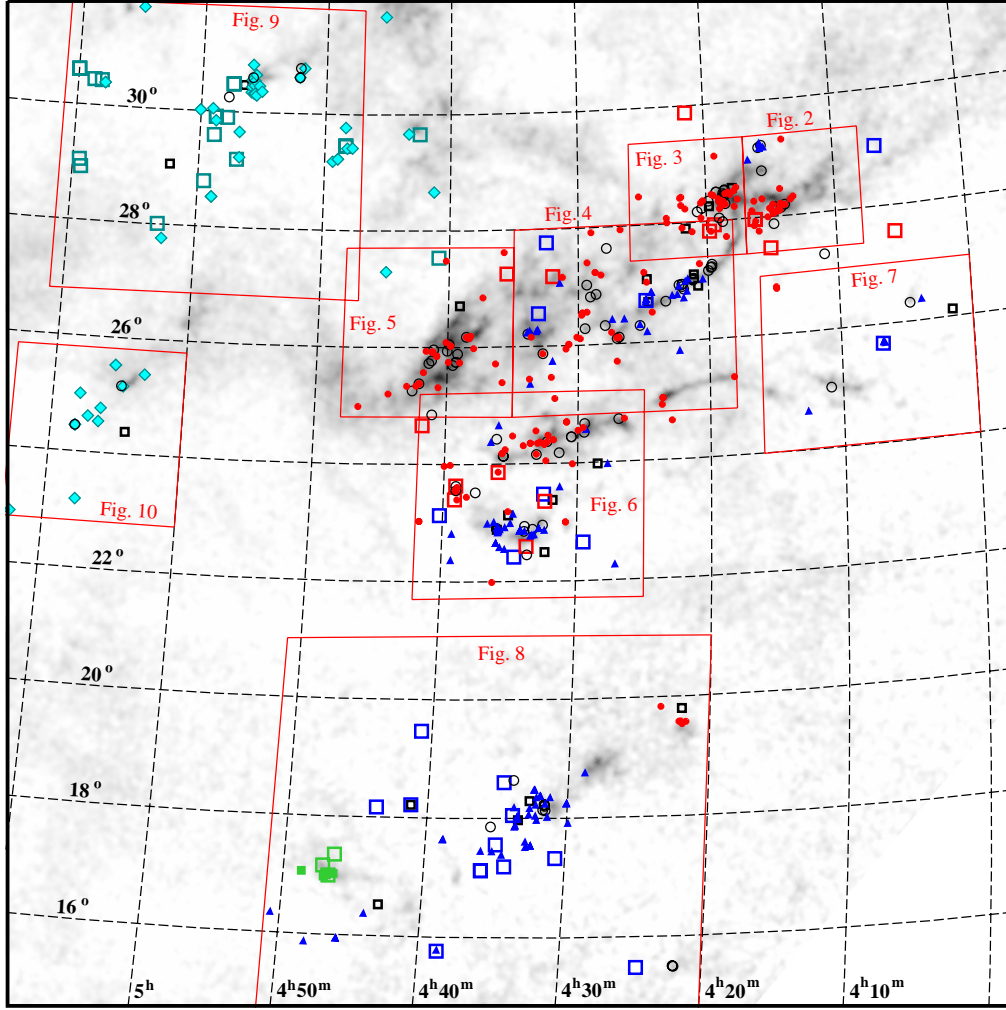 Fig. 9
30°
Fig. 2
Fig. 3
28°
Fig. 4
Fig. 7
26°
Fig. 5
24°
Fig. 6
Fig. 10
22°
Fig. 8
20°
18°
16°
5h 4h50m 4h40m 4h30m 4h20m 4h10m